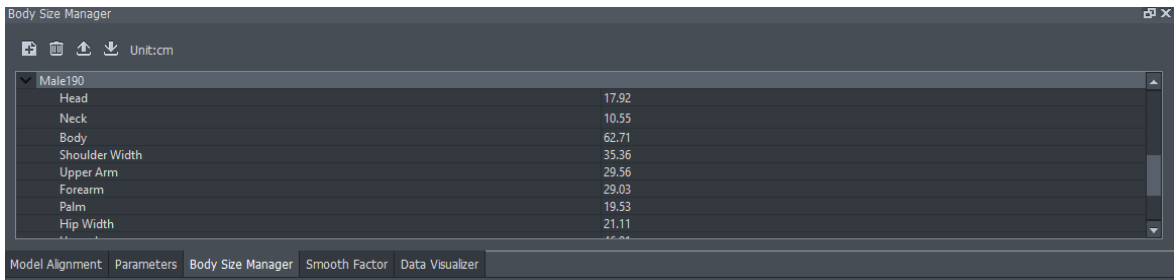 Body Size Manager
Unit:cm
Male190
Head 17.92
Neck 10.55
Body 62.71
Shoulder Width 35.36
Upper Arm 29.56
Forearm 29.03
Palm 19.53
Hip Width 21.11
Model Alignment Parameters Body Size Manager Smooth Factor Data Visualizer